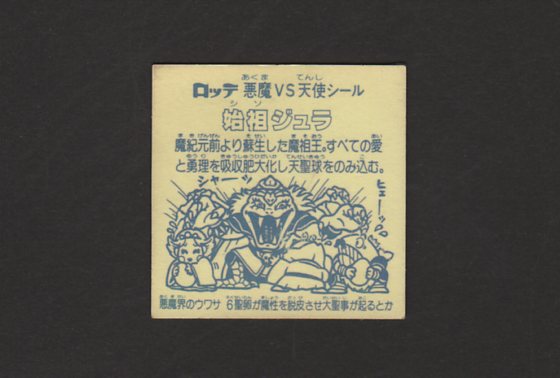 ロッテ 悪魔VS天使シール
始祖ジュラ
魔紀元前より蘇生した魔祖王。すべての愛
と勇理を吸収肥大化し天聖球をのみ込む。
シャーッ
ヒェーッ
悪魔界のウワサ 6聖弼が魔性を脱皮させ大聖事が起るとか